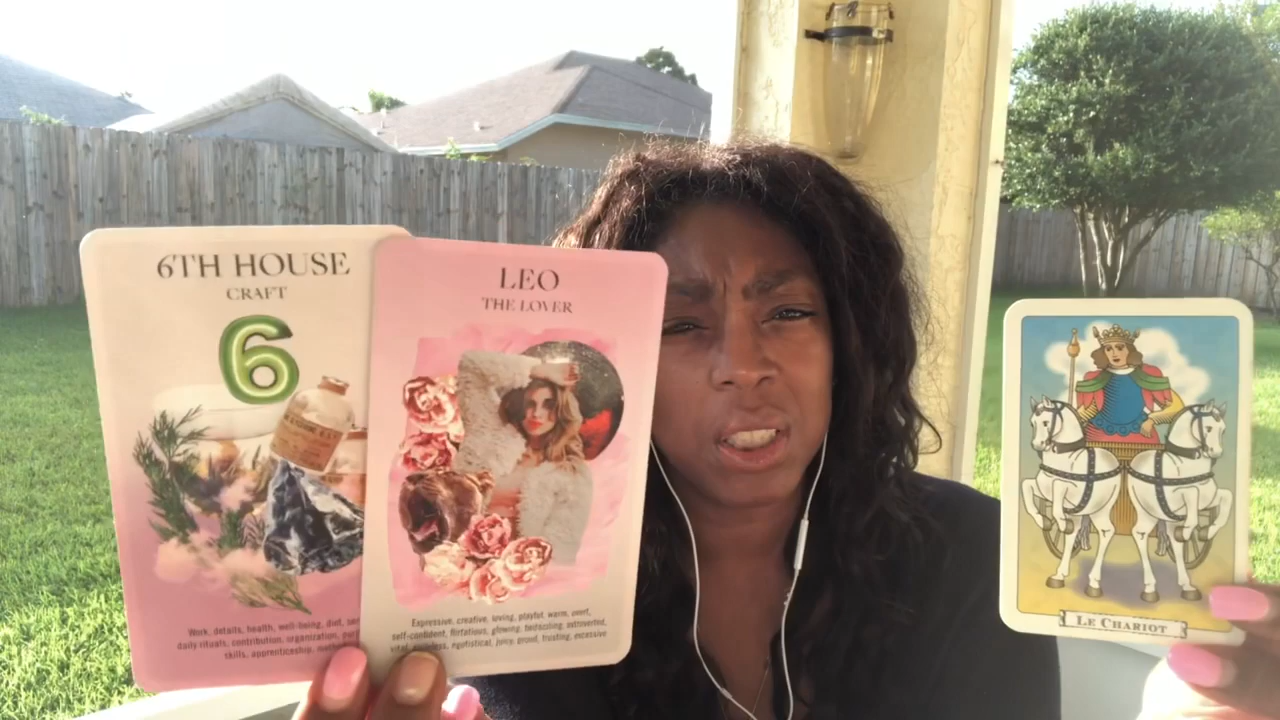 6TH HOUSE
CRAFT
6
Work, details, health, well-being, diet,
daily rituals, contribution, organization,
skills, apprenticeship,
LEO
THE LOVER
Expressive, creative, loving, playful, warm,
self-confident, flirtatious, glowing, bedazzling, extroverted,
egotistical, juicy, proud, trusting, excessive
LE CHARIOT